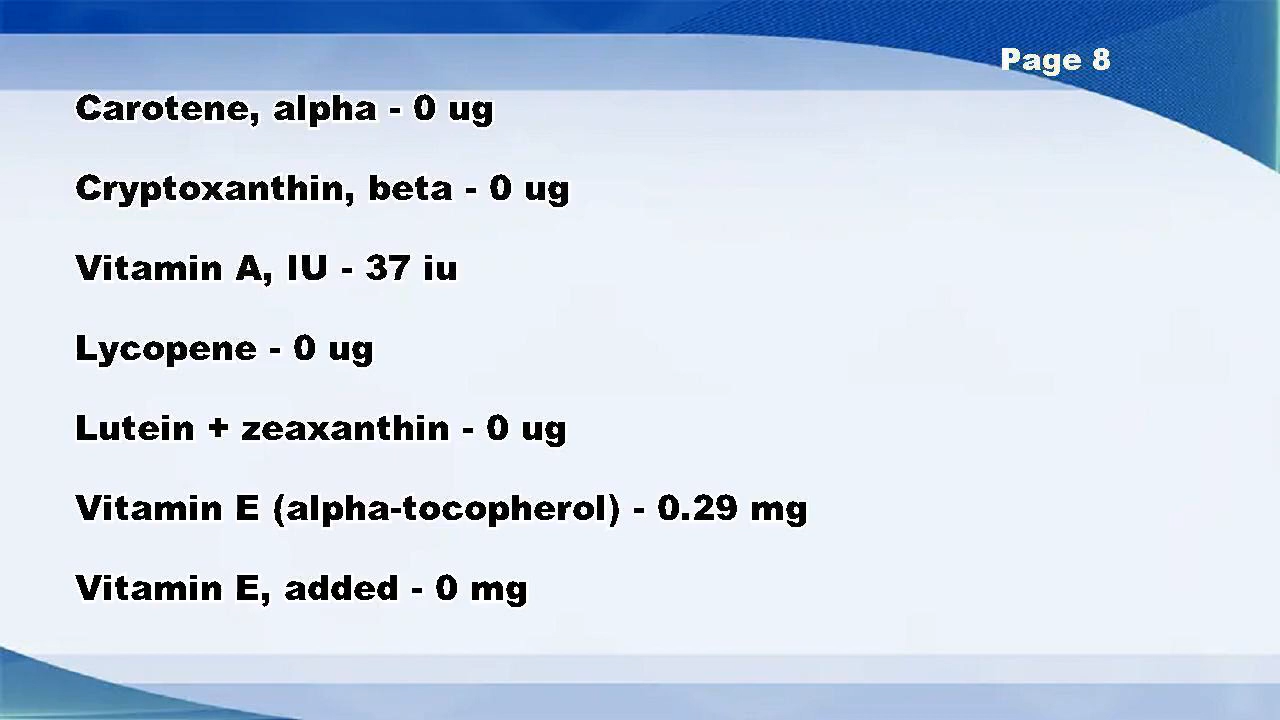 Page 8
Carotene, alpha - 0 ug
Cryptoxanthin, beta - 0 ug
Vitamin A, IU - 37 iu
Lycopene - 0 ug
Lutein + zeaxanthin - 0 ug
Vitamin E (alpha-tocopherol) - 0.29 mg
Vitamin E, added - 0 mg